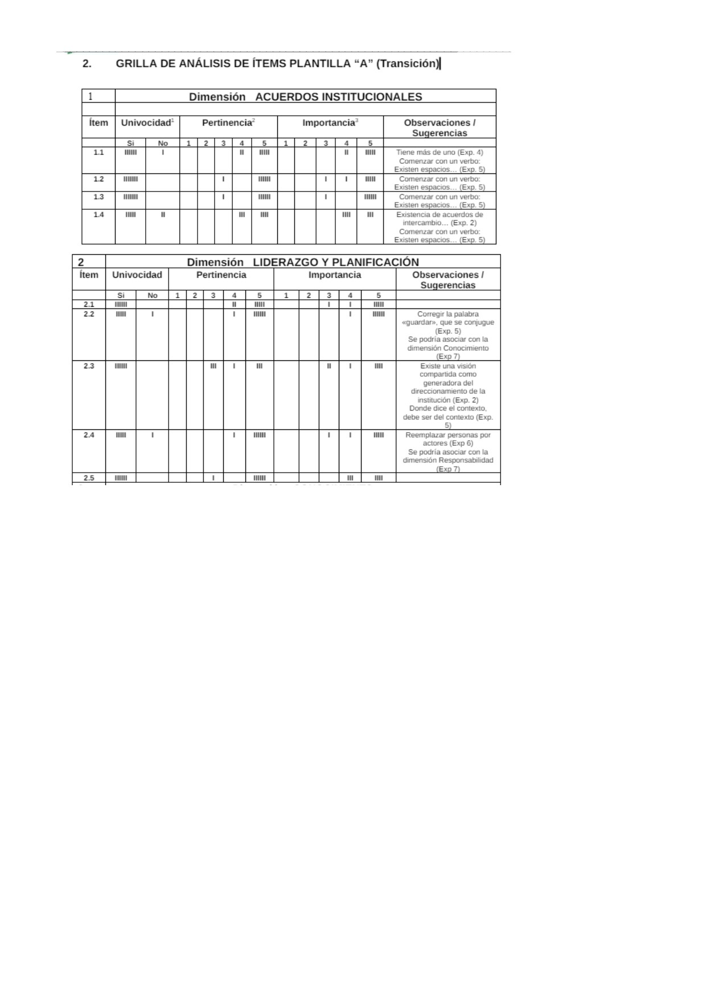 2. GRILLA DE ANÁLISIS DE ÍTEMS PLANTILLA “A” (Transición)
1 Dimensión ACUERDOS INSTITUCIONALES
Ítem Univocidad1 Pertinencia2 Importancia3 Observaciones /
Sugerencias
Si No 1 2 3 4 5 1 2 3 4 5
1.1 IIIIII I II IIIII II IIIII Tiene más de uno (Exp. 4)
Comenzar con un verbo:
Existen espacios… (Exp. 5)
1.2 IIIIIII I IIIIII I I IIIII Comenzar con un verbo:
Existen espacios… (Exp. 5)
1.3 IIIIIII I IIIIII I IIIIII Comenzar con un verbo:
Existen espacios… (Exp. 5)
1.4 IIIII II III IIII IIII III Existencia de acuerdos de
intercambio… (Exp. 2)
Comenzar con un verbo:
Existen espacios… (Exp. 5)
2 Dimensión LIDERAZGO Y PLANIFICACIÓN
Ítem Univocidad Pertinencia Importancia Observaciones /
Sugerencias
Si No 1 2 3 4 5 1 2 3 4 5
2.1 IIIIII II IIIII I I IIIII
2.2 IIIII I I IIIIII I IIIIII Corregir la palabra
«guardar», que se conjugue
(Exp. 5)
Se podría asociar con la
dimensión Conocimiento
(Exp 7)
2.3 IIIIII III I III II I IIII Existe una visión
compartida como
generadora del
direccionamiento de la
institución (Exp. 2)
Donde dice el contexto,
debe ser del contexto (Exp.
5)
2.4 IIIII I I IIIIII I I IIIII Reemplazar personas por
actores (Exp 6)
Se podría asociar con la
dimensión Responsabilidad
(Exp 7)
2.5 IIIIII I IIIIII III IIII